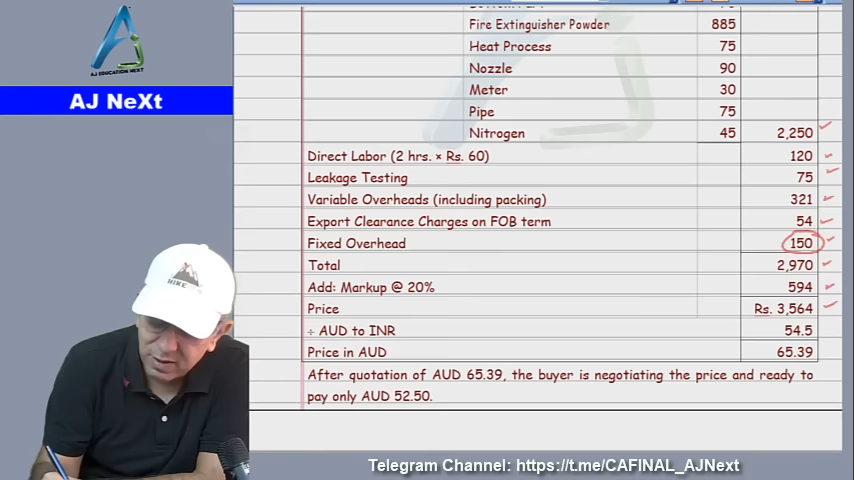 AJ EDUCATION NEXT
AJ NeXt
HIKE
Fire Extinguisher Powder 885
Heat Process 75
Nozzle 90
Meter 30
Pipe 75
Nitrogen 45 2,250
Direct Labor (2 hrs. × Rs. 60) 120
Leakage Testing 75
Variable Overheads (including packing) 321
Export Clearance Charges on FOB term 54
Fixed Overhead 150
Total 2,970
Add: Markup @ 20% 594
Price Rs. 3,564
÷ AUD to INR 54.5
Price in AUD 65.39
After quotation of AUD 65.39, the buyer is negotiating the price and ready to
pay only AUD 52.50.
Telegram Channel: https://t.me/CAFINAL_AJNext